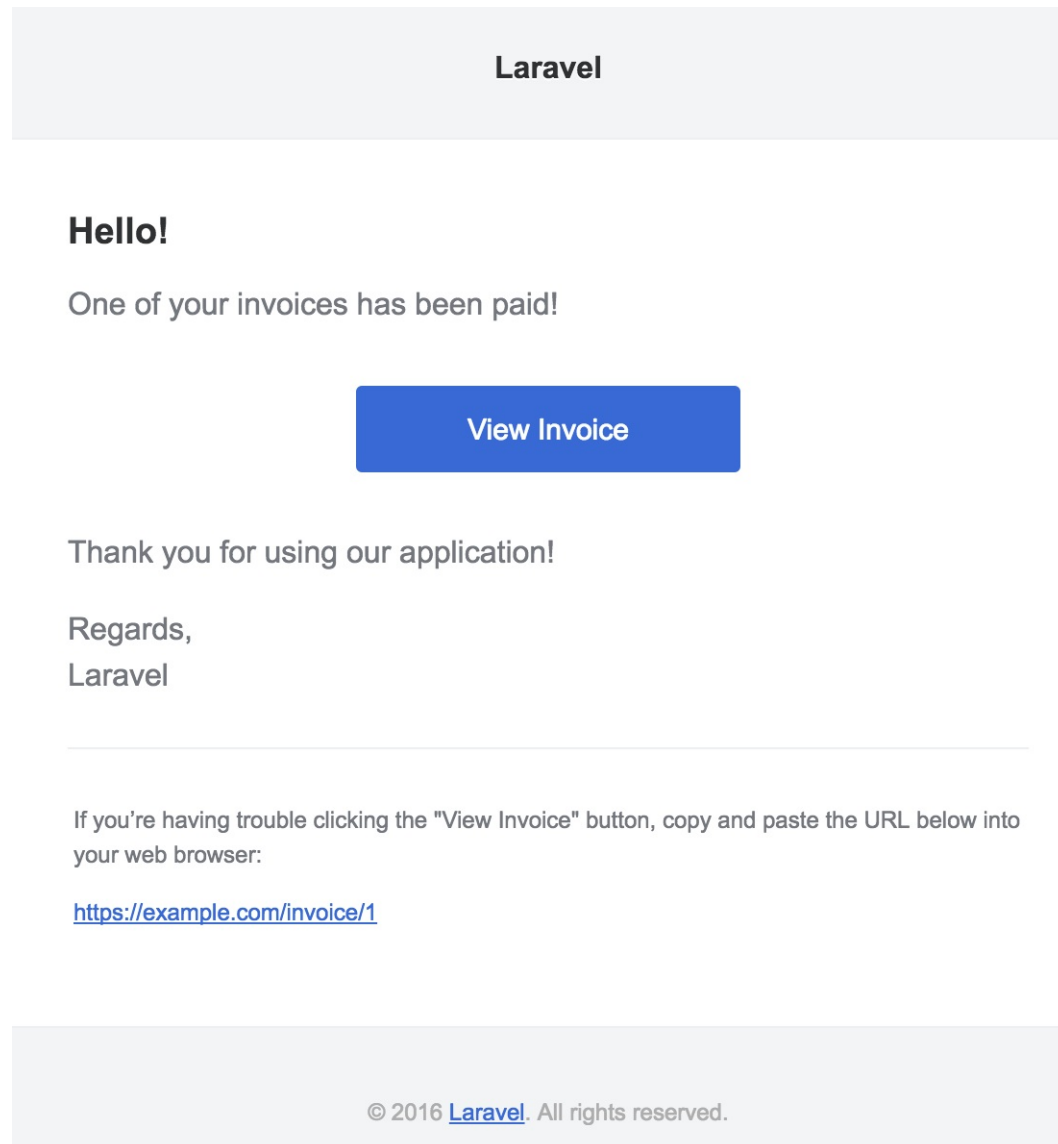 Laravel
Hello!
One of your invoices has been paid!
View Invoice
Thank you for using our application!
Regards,
Laravel
If you’re having trouble clicking the "View Invoice" button, copy and paste the URL below into
your web browser:
https://example.com/invoice/1
© 2016 Laravel. All rights reserved.